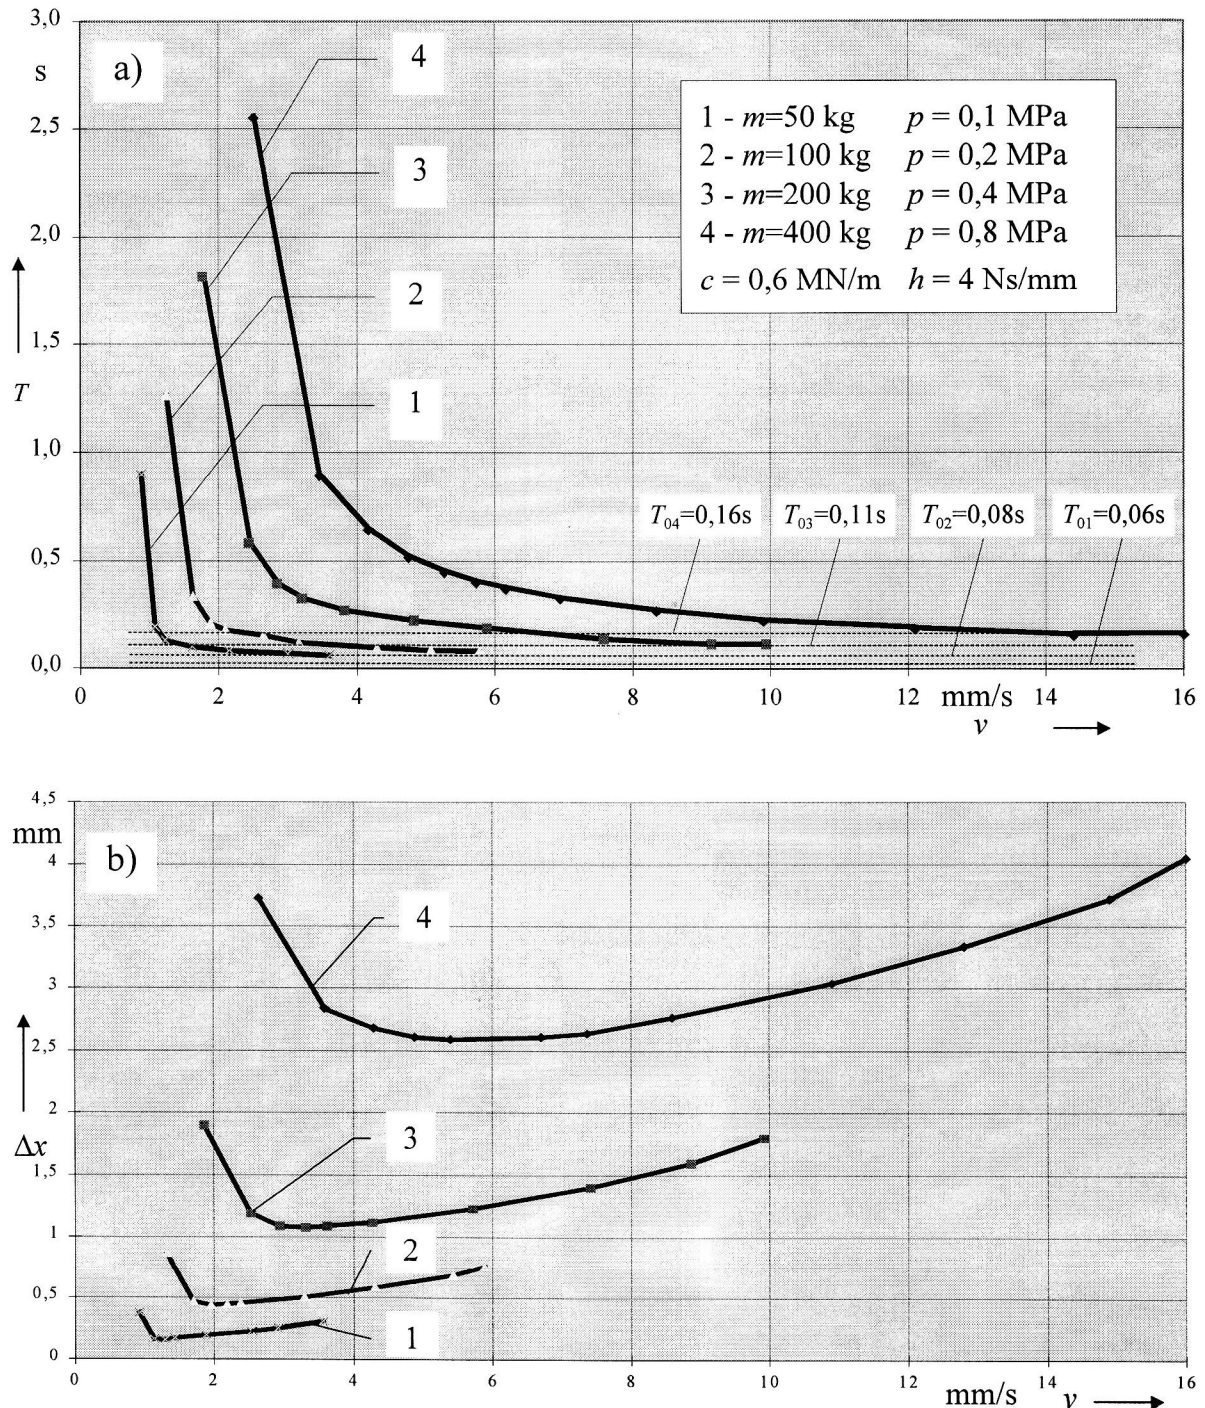 3,0
s
a)
4
2,5
3
2,0
2
1,5
T
1
1,0
0,5
0,0
1 - m=50 kg p = 0,1 MPa
2 - m=100 kg p = 0,2 MPa
3 - m=200 kg p = 0,4 MPa
4 - m=400 kg p = 0,8 MPa
c = 0,6 MN/m h = 4 Ns/mm
T04=0,16s T03=0,11s T02=0,08s T01=0,06s
0 2 4 6 8 10 12 mm/s 14 16
v
4,5
mm
b)
4
4
3,5
3
2,5
2
Δx
3
1,5
1
2
0,5
1
0
0 2 4 6 8 10 12 14 16
mm/s v